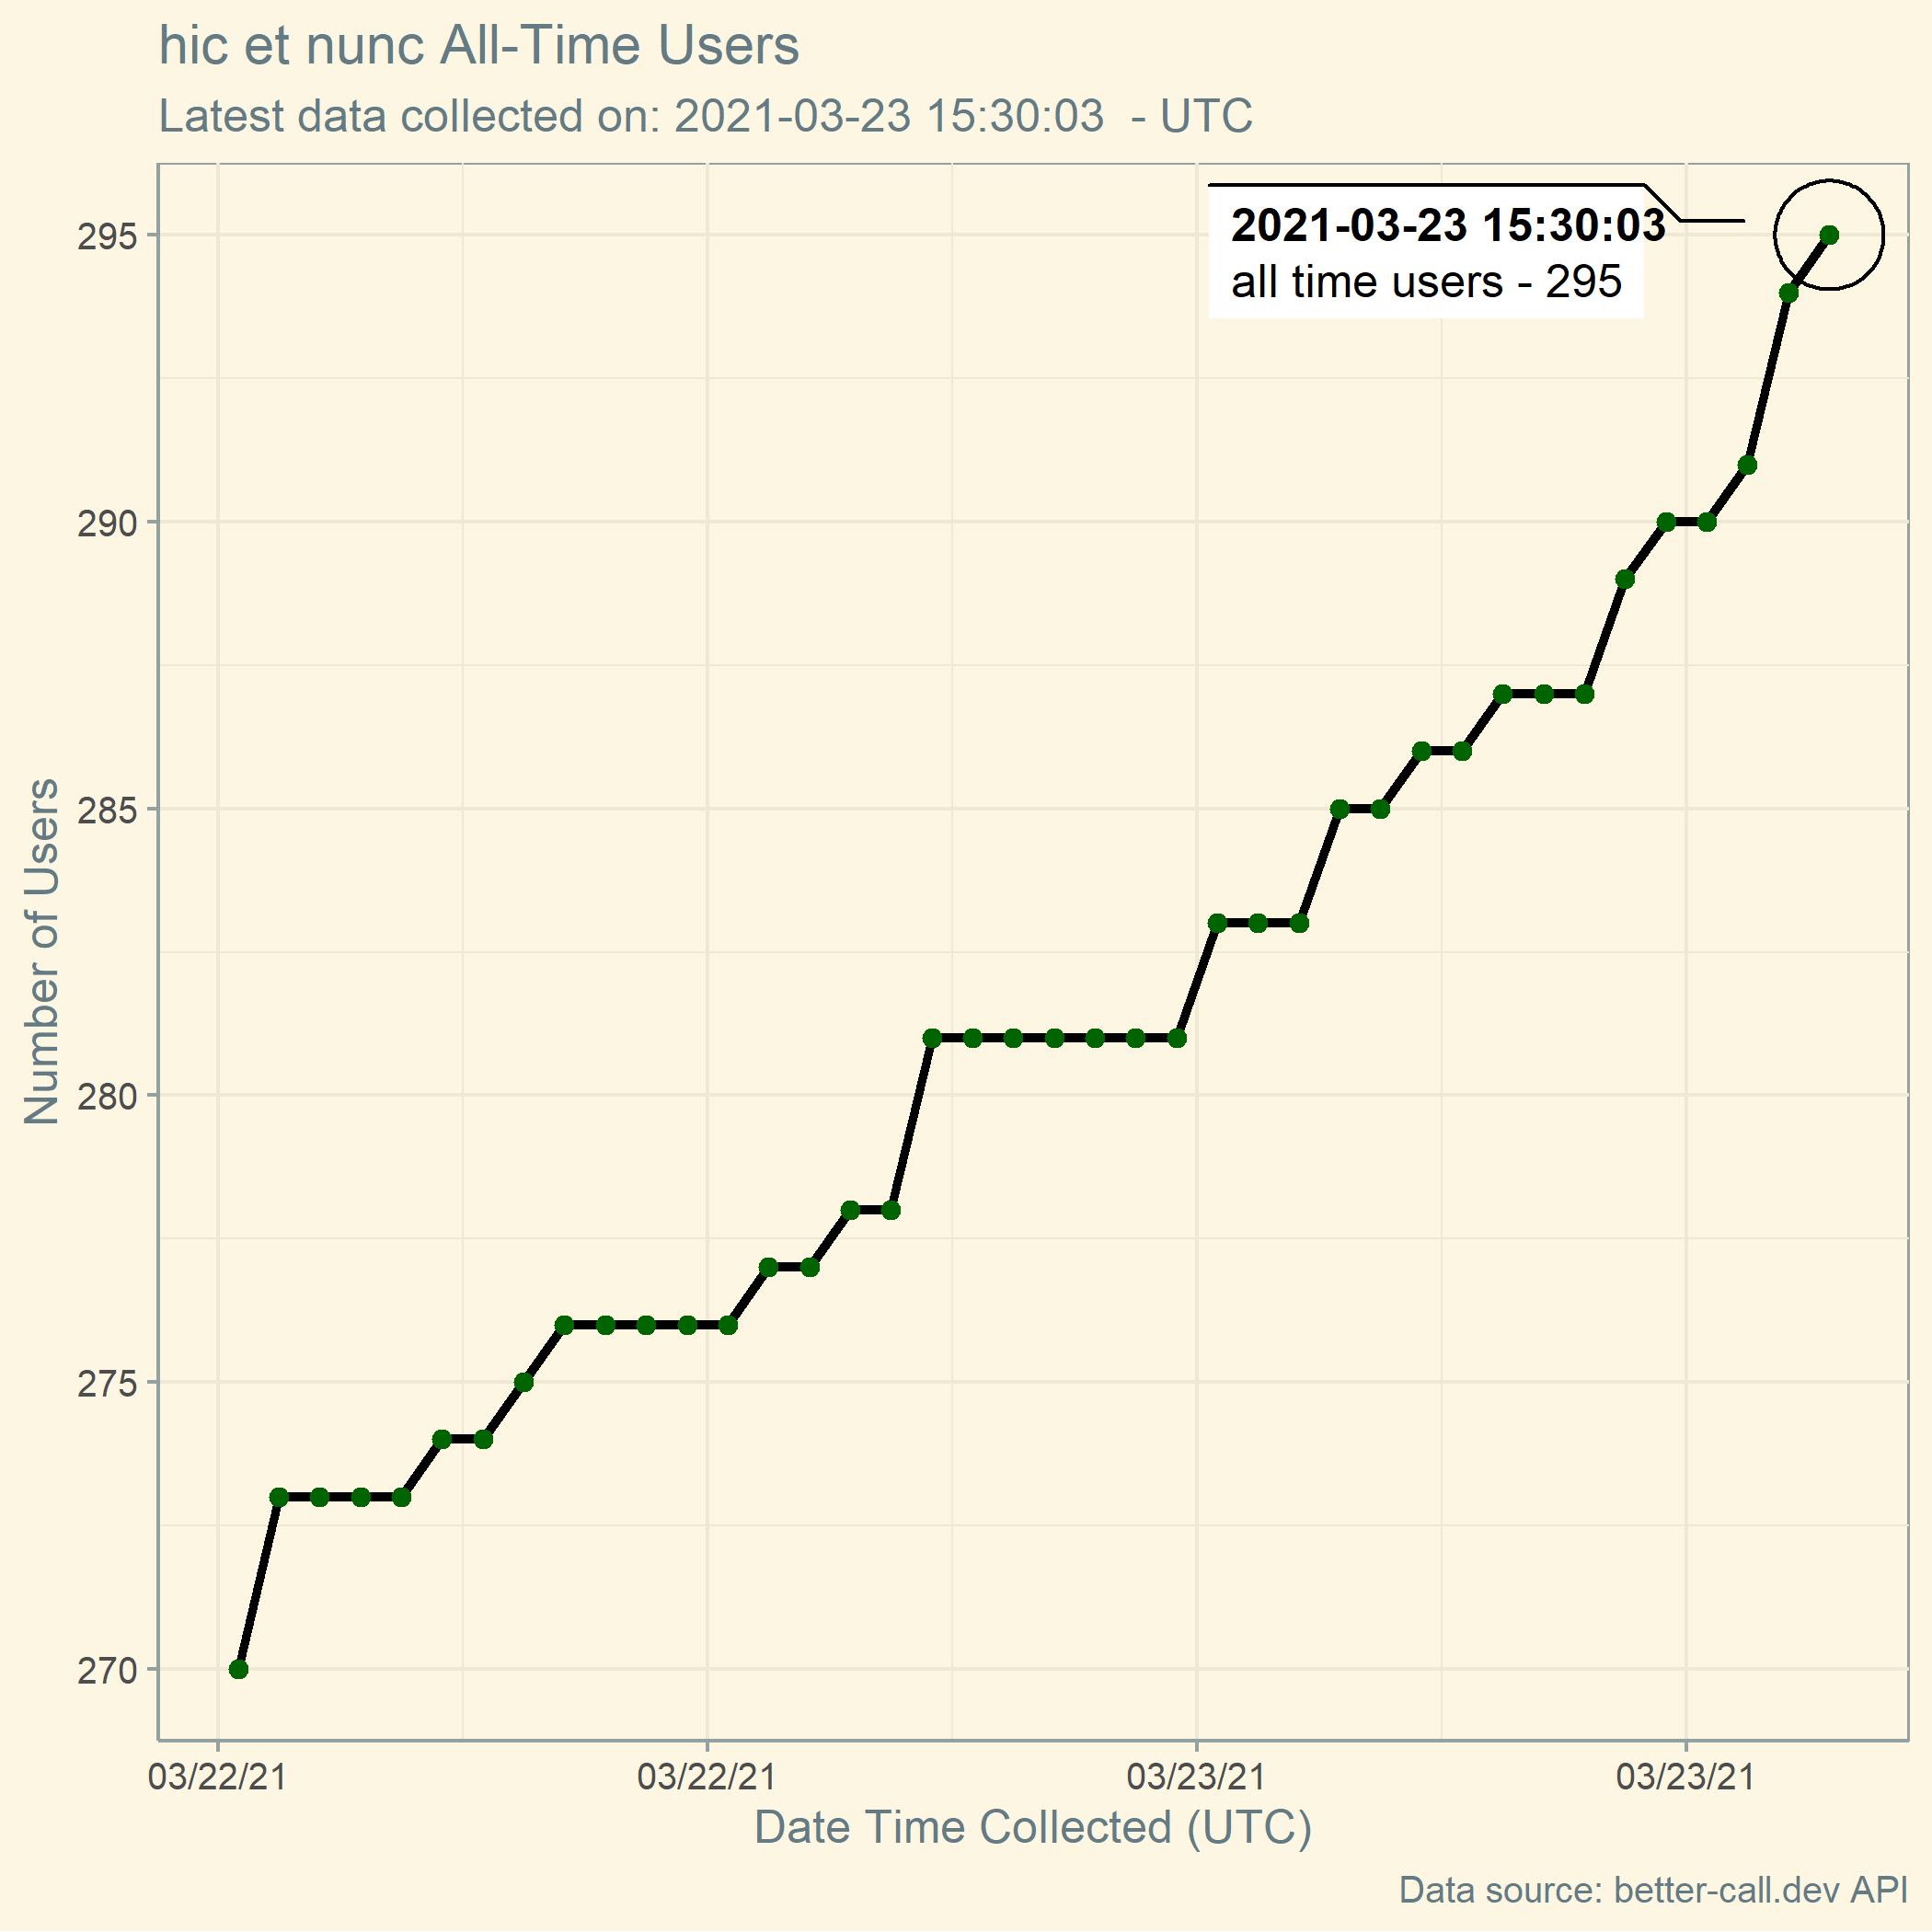 hic et nunc All-Time Users
Latest data collected on: 2021-03-23 15:30:03  - UTC
2021-03-23 15:30:03
all time users - 295
295
290
285
280
275
270
Number of Users
03/22/21 03/22/21 03/23/21 03/23/21
Date Time Collected (UTC)
Data source: better-call.dev API